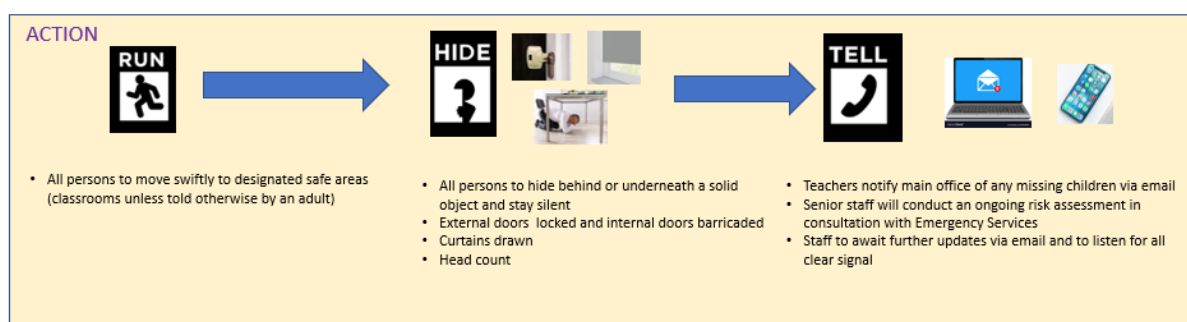 ACTION
RUN
HIDE
TELL
• All persons to move swiftly to designated safe areas
(classrooms unless told otherwise by an adult)
• All persons to hide behind or underneath a solid
object and stay silent
• External doors locked and internal doors barricaded
• Curtains drawn
• Head count
• Teachers notify main office of any missing children via email
• Senior staff will conduct an ongoing risk assessment in
consultation with Emergency Services
• Staff to await further updates via email and to listen for all
clear signal